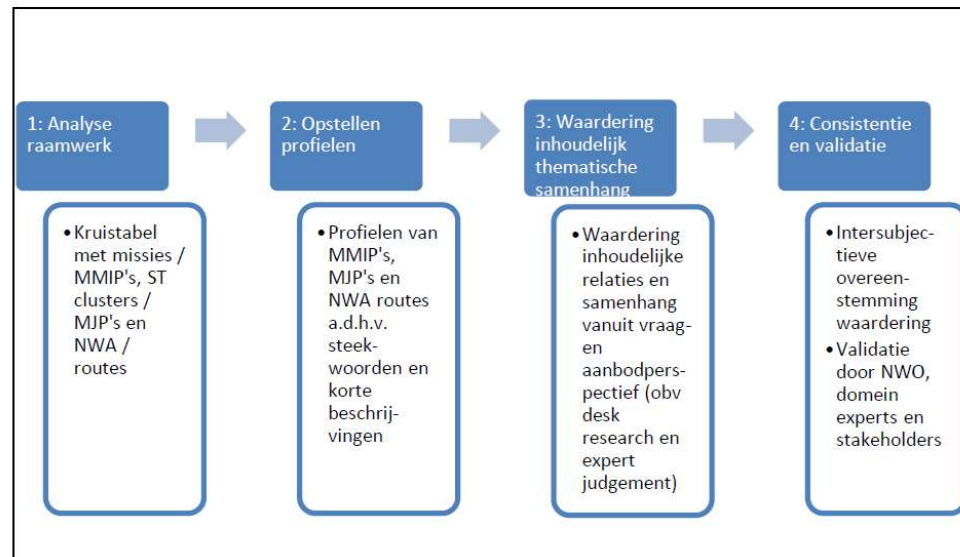 1: Analyse
raamwerk
•Kruistabel
met missies /
MMIP's, ST
clusters /
MJP's en
NWA /
routes
2: Opstellen
profielen
•Profielen van
MMIP's,
MJP's en
NWA routes
a.d.h.v.
steek-
woorden en
korte
beschrij-
vingen
3: Waardering
inhoudelijk
thematische
samenhang
•Waardering
inhoudelijke
relaties en
samenhang
vanuit vraag-
en
aanbodpers-
pectief (obv
desk
research en
expert
judgement)
4: Consistentie
en validatie
•Intersubjec-
tieve
overeen-
stemming
waardering
•Validatie
door NWO,
domein
experts en
stakeholders